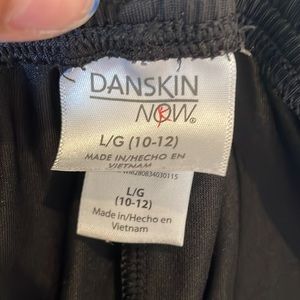 DANSKIN
NOW®
L/G (10-12)
MADE IN/HECHO EN
VIETNAM
L/G
(10-12)
Made in/Hecho en
Vietnam